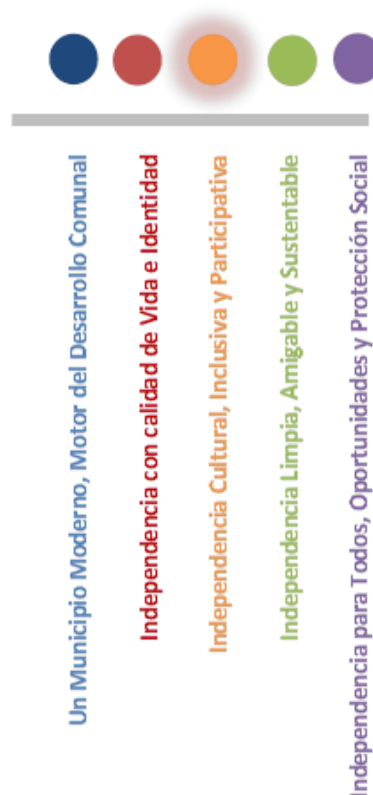 Un Municipio Moderno, Motor del Desarrollo Comunal
Independencia con calidad de Vida e Identidad
Independencia Cultural, Inclusiva y Participativa
Independencia Limpia, Amigable y Sustentable
Independencia para Todos, Oportunidades y Protección Social